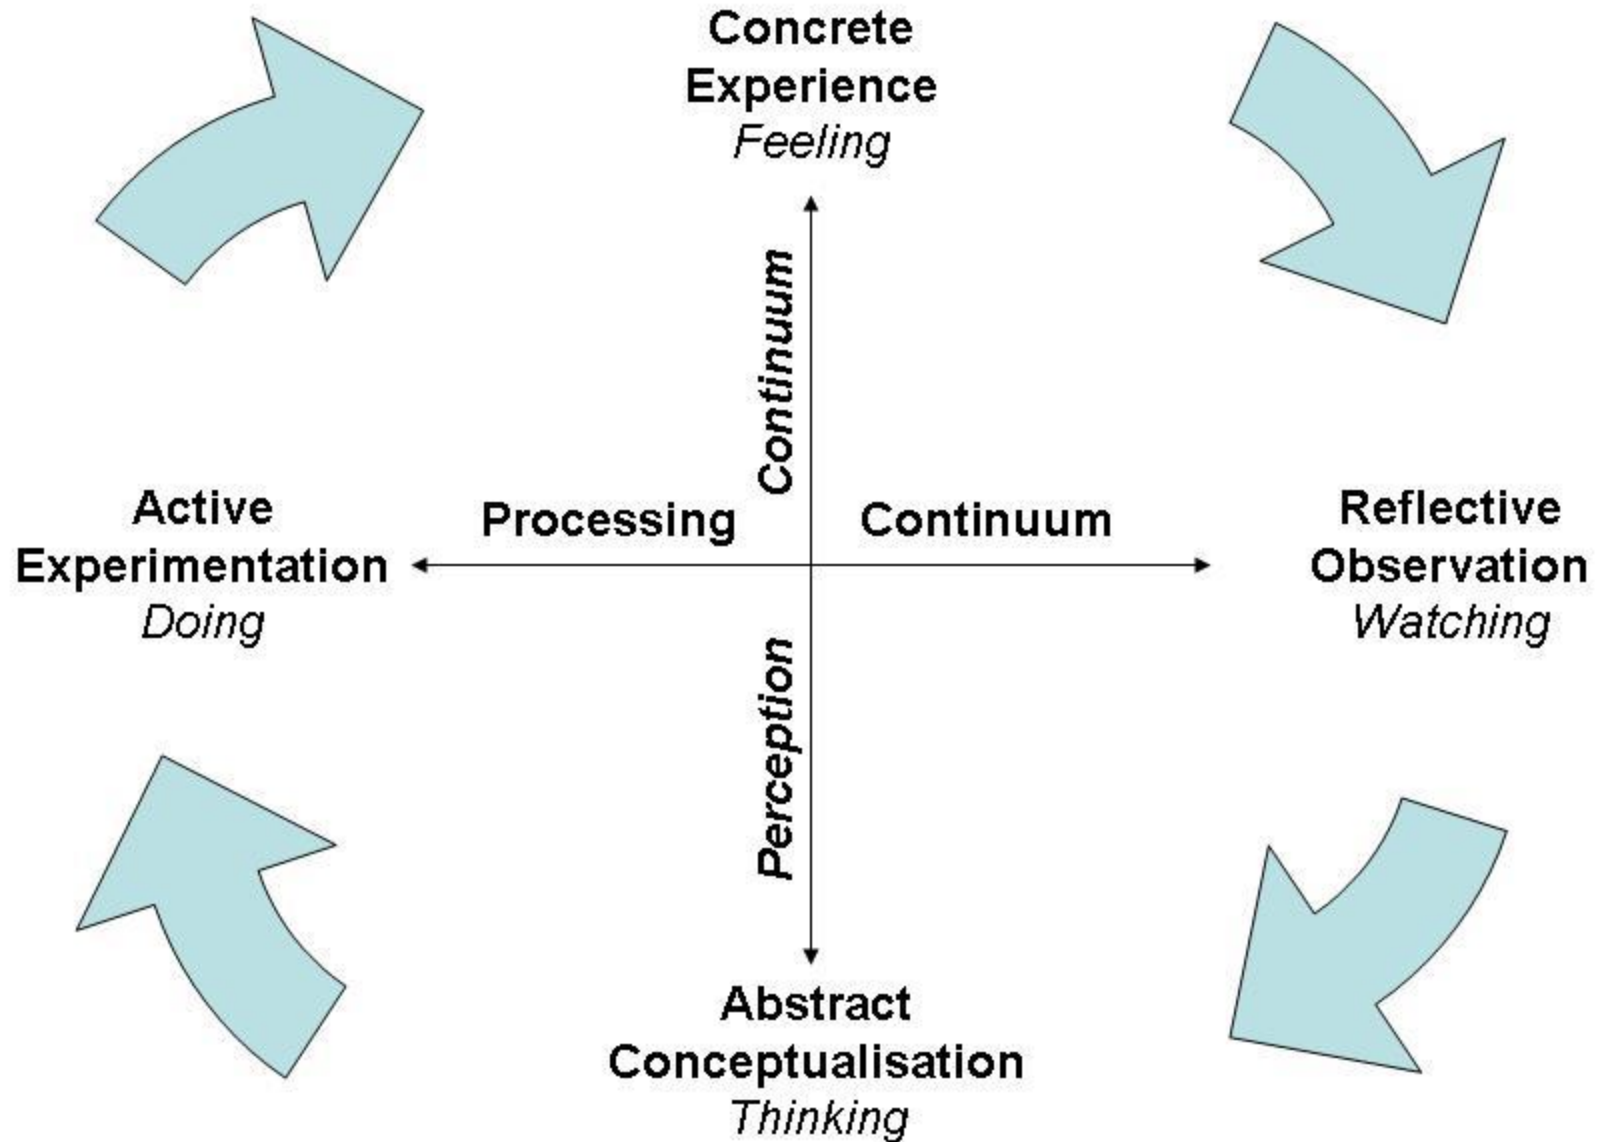 Concrete
Experience
Feeling
Continuum
Active
Experimentation
Doing
Processing Continuum
Reflective
Observation
Watching
Perception
Abstract
Conceptualisation
Thinking